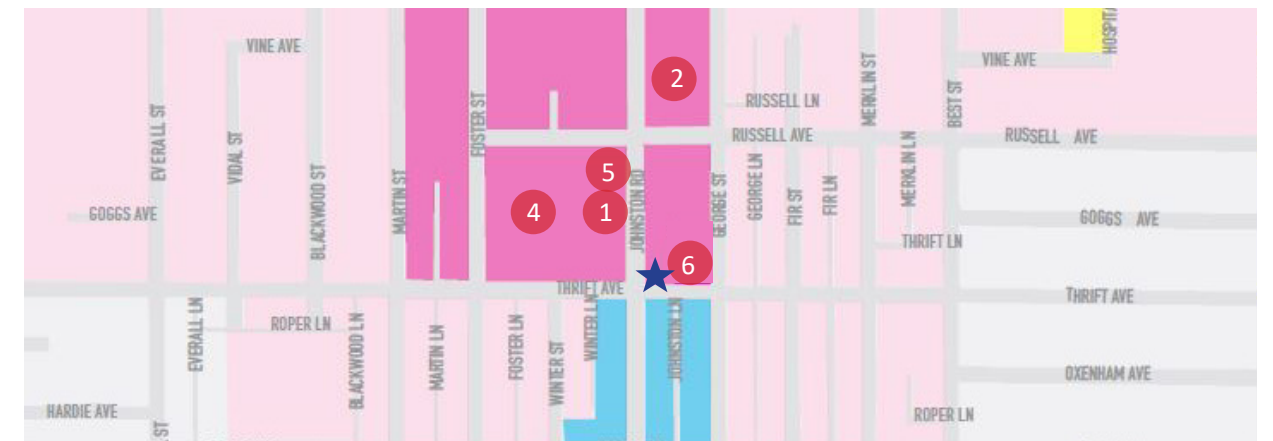 HOSPIT
VINE AVE
VINE AVE
2
RUSSELL LN
EVERALL ST
VIDAL ST
FOSTER ST
MERKLIN ST
BEST ST
RUSSELL AVE
RUSSELL AVE
BLACKWOOD ST
MARTIN ST
5
JOHNSTON RD
GEORGE ST
GEORGE LN
FIR ST
FIR LN
MERKLIN LN
GOGGS AVE
4
1
GOGGS AVE
THRIFT LN
6
THRIFT AVE
THRIFT AVE
EVERALL LN
ROPER LN
BLACKWOOD LN
MARTIN LN
FOSTER LN
WINTER ST
WINTER LN
JOHNSTON LN
OXENHAM AVE
HARDIE AVE
ROPER LN
ST